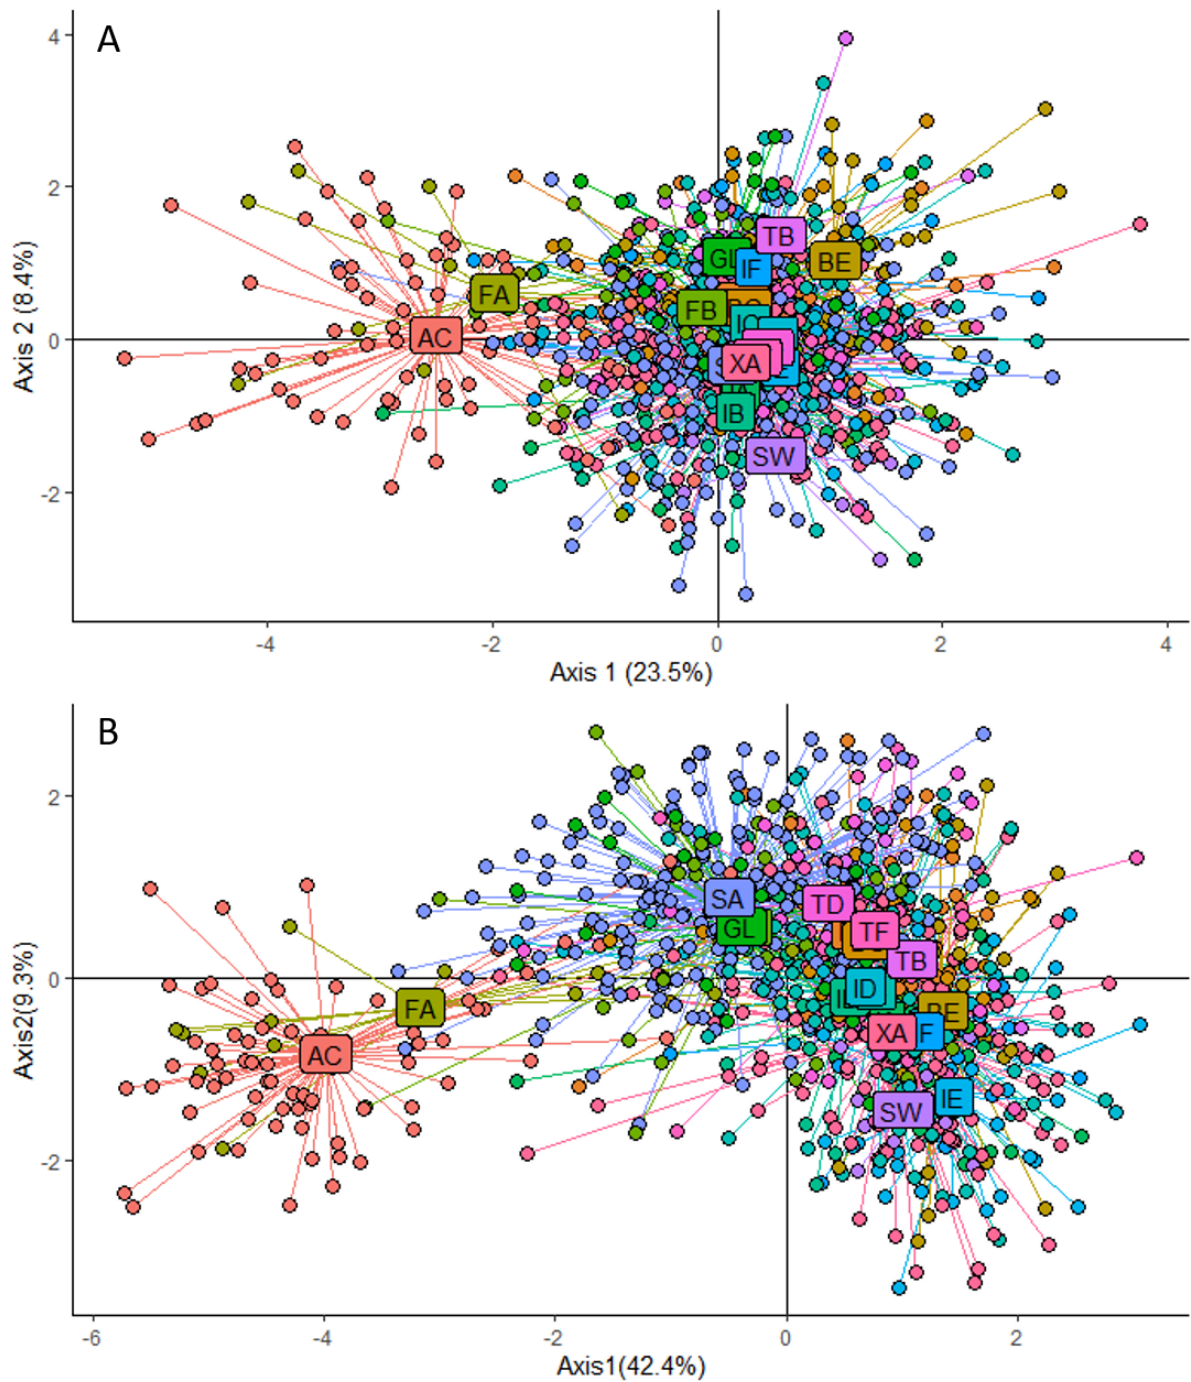 A
4
2
0
-2
Axis 2 (8.4%)
TB
GL
IF
BE
FA
FB
AC
XA
IB
SW
-4
-2
0
2
4
Axis 1 (23.5%)
B
2
0
-2
Axis2(9.3%)
SA
TD
GL
TF
TB
ID
FA
BE
XA
F
AC
IE
SW
-6
-4
-2
0
2
Axis1(42.4%)